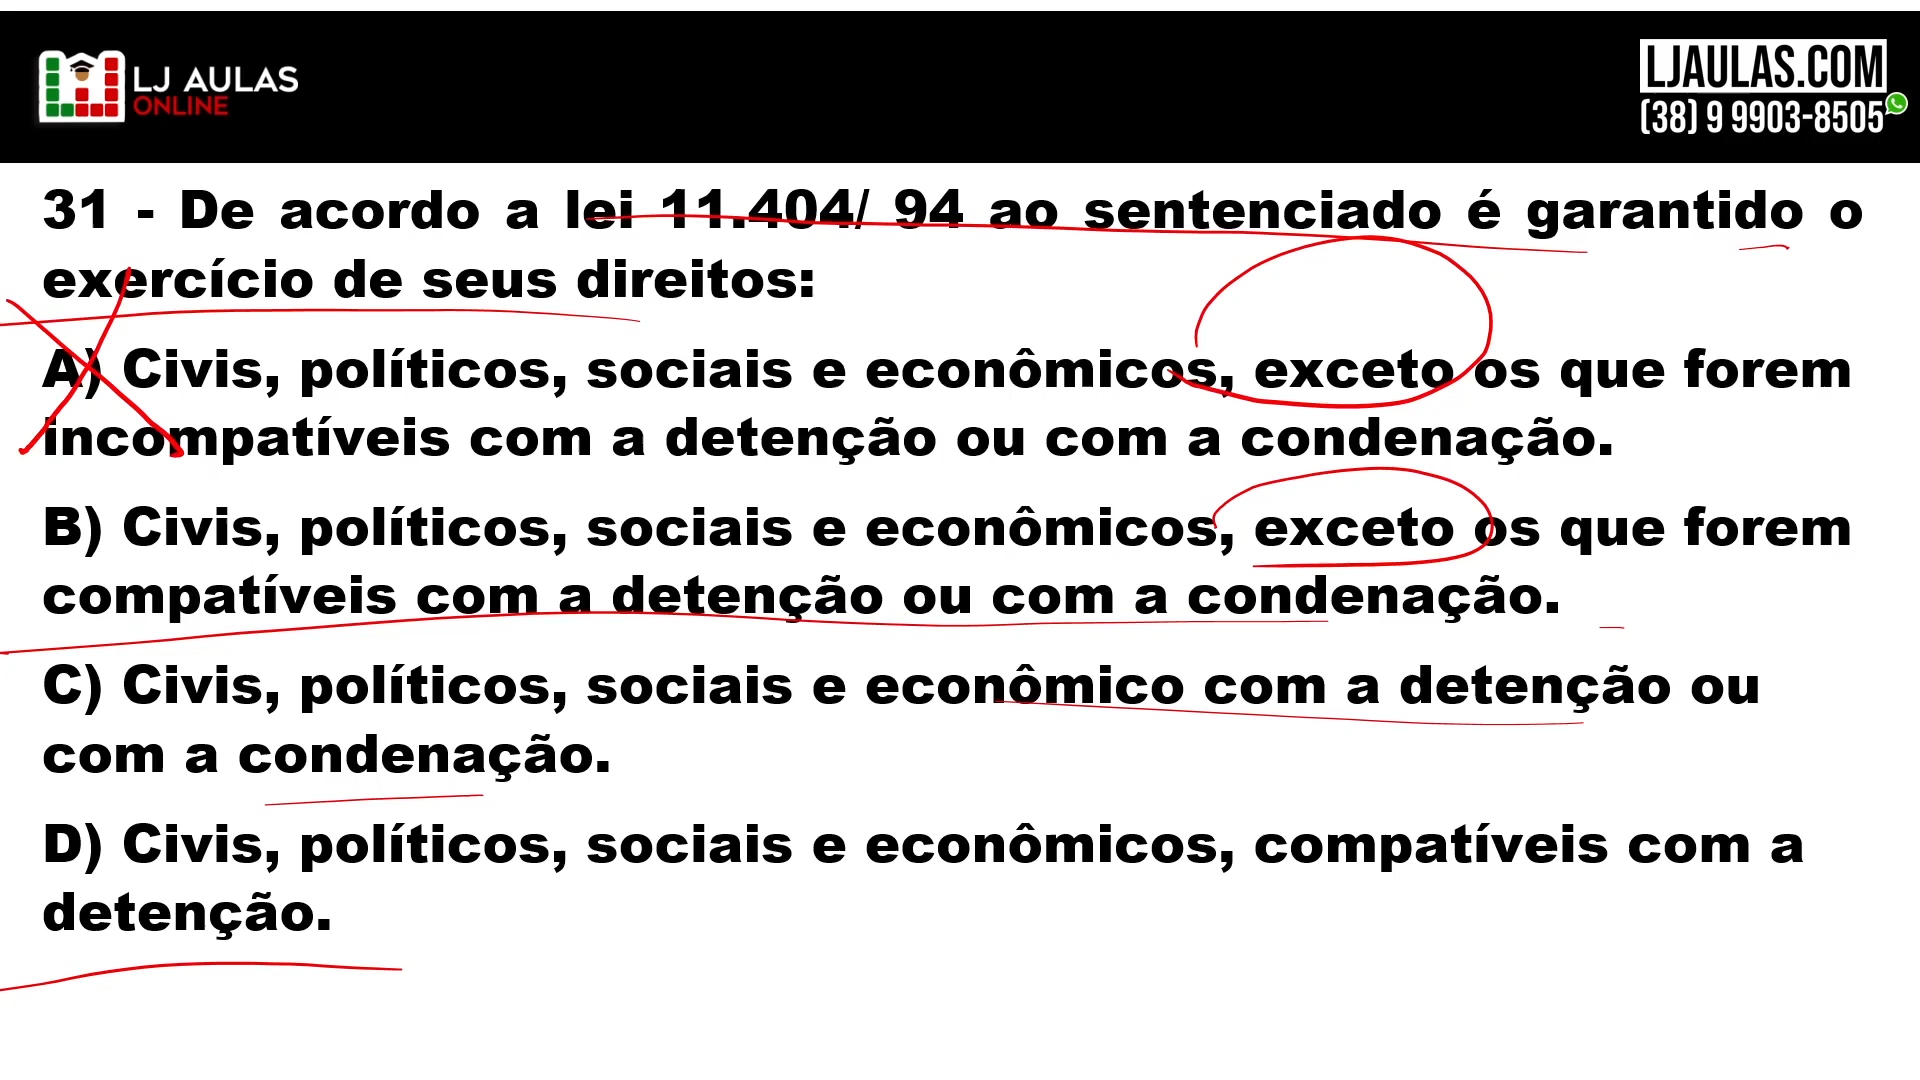 LJ AULAS
ONLINE
LJAULAS.COM
(38) 9 9903-8505
31 - De acordo a lei 11.404/ 94 ao sentenciado é garantido o
exercício de seus direitos:
A) Civis, políticos, sociais e econômicos, exceto os que forem
incompatíveis com a detenção ou com a condenação.
B) Civis, políticos, sociais e econômicos, exceto os que forem
compatíveis com a detenção ou com a condenação.
C) Civis, políticos, sociais e econômico com a detenção ou
com a condenação.
D) Civis, políticos, sociais e econômicos, compatíveis com a
detenção.